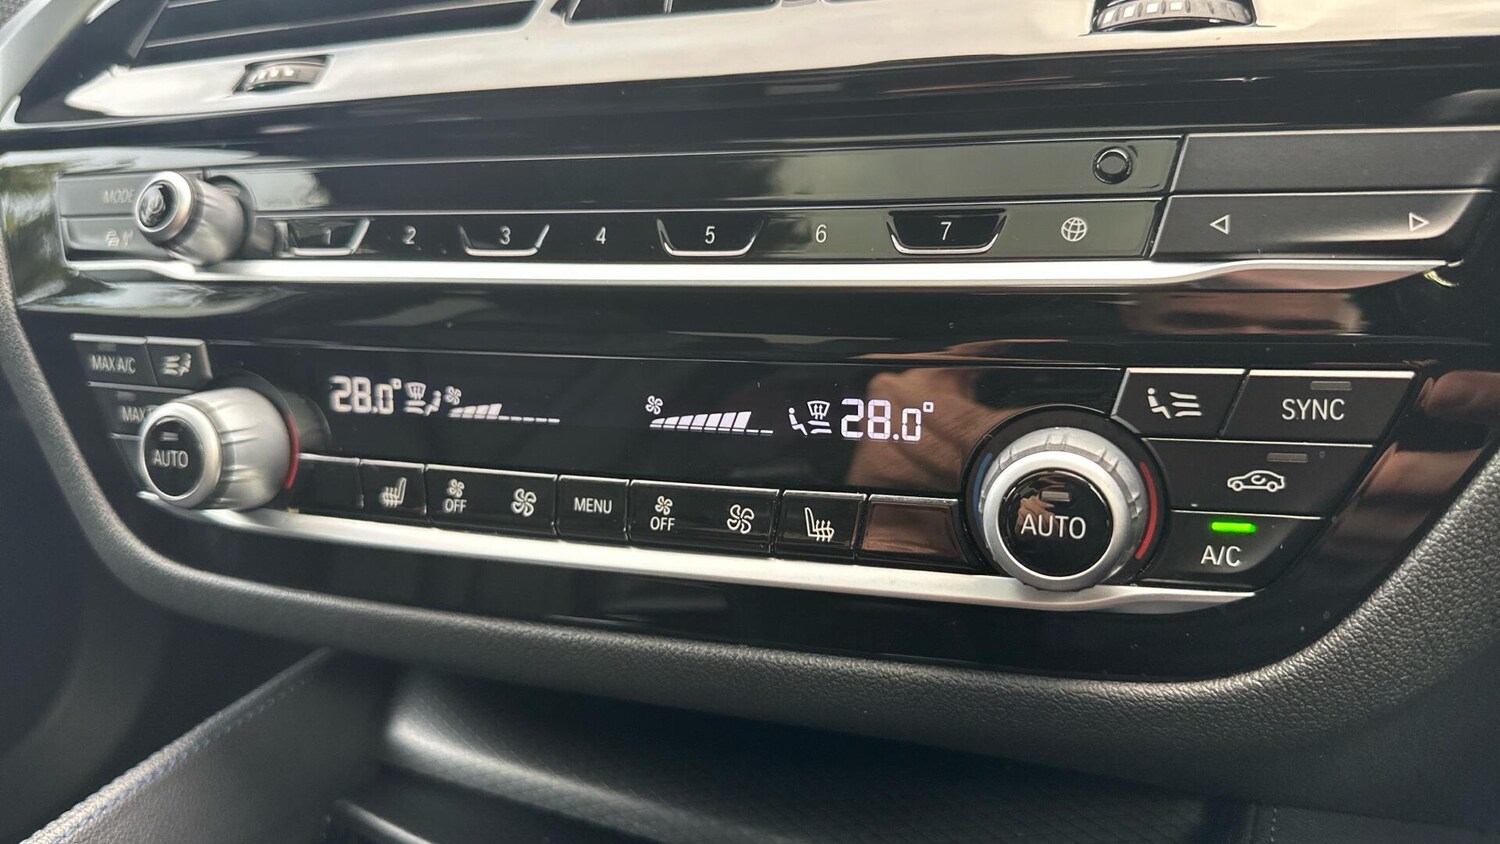 MODE
1 2 3 4 5 6 7
MAX A/C
28.0°
28.0°
SYNC
MAX
AUTO
OFF
MENU
OFF
AUTO
A/C